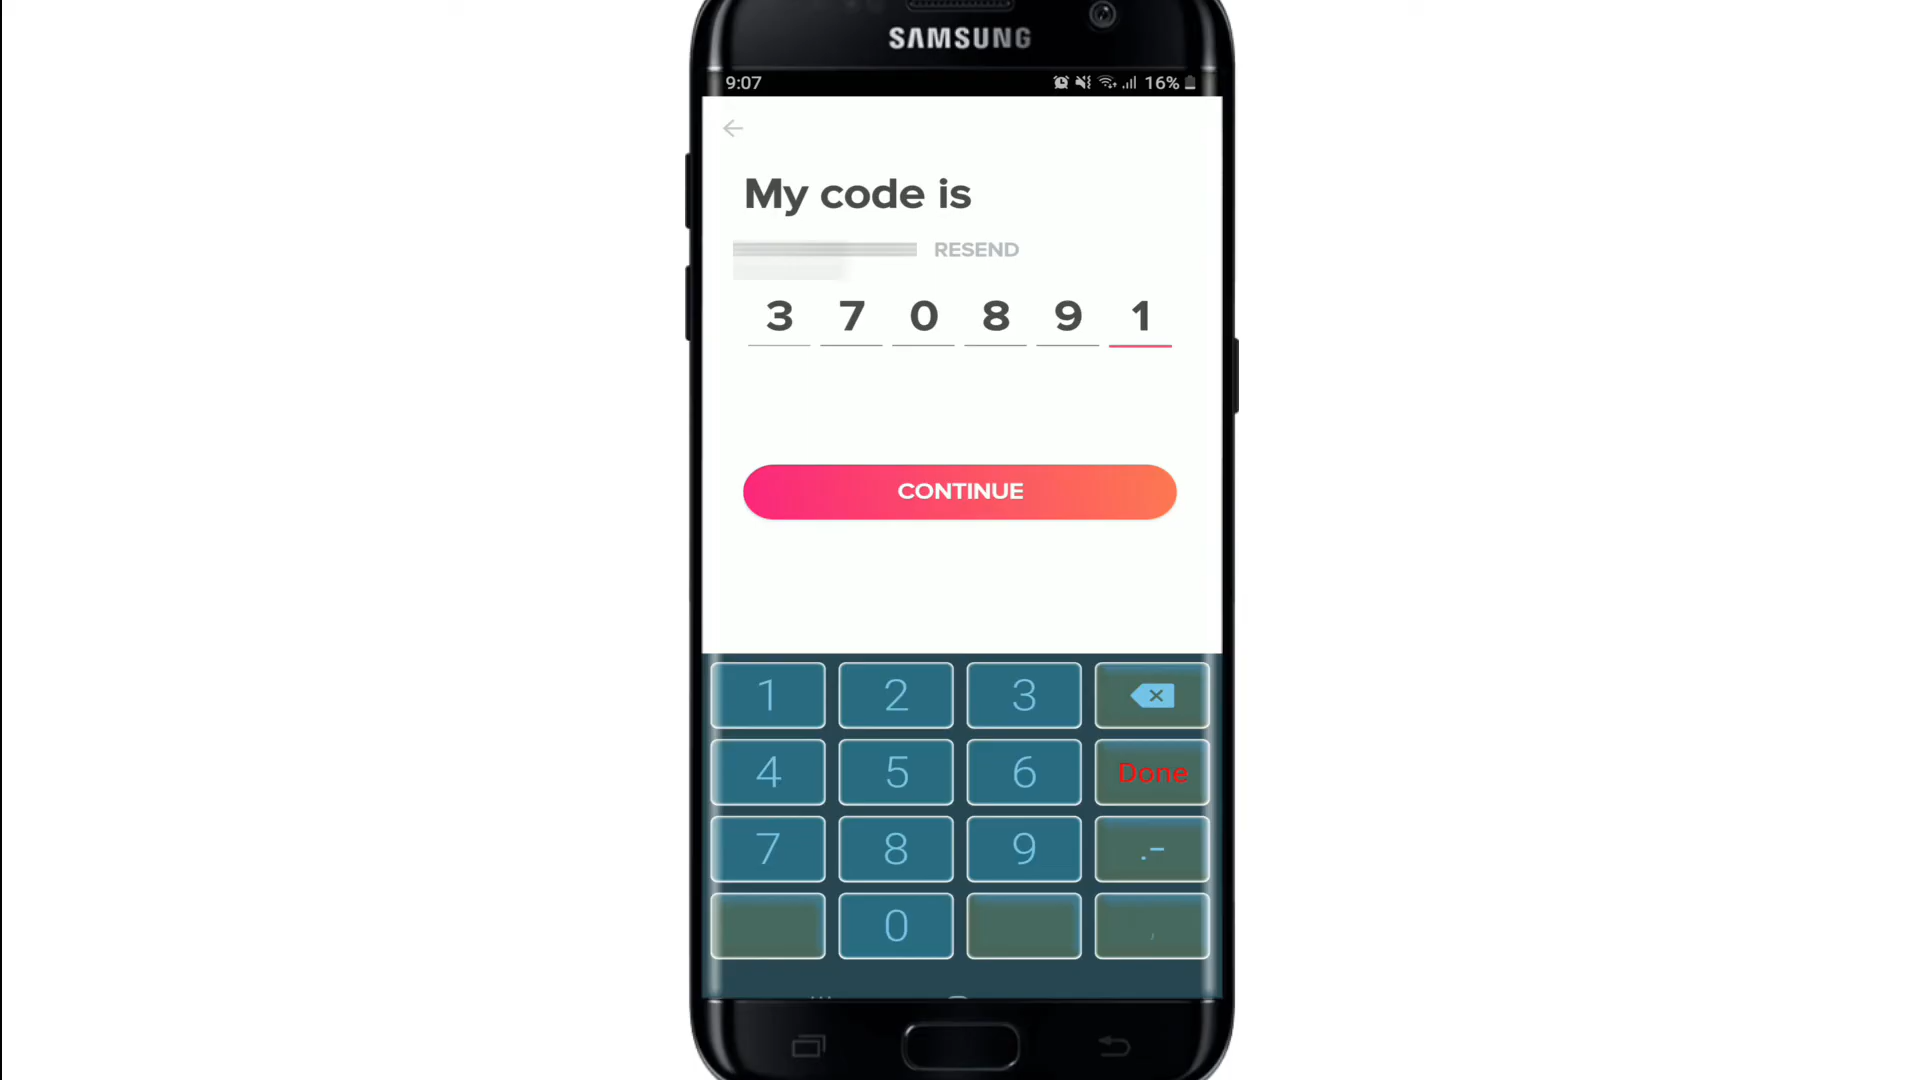 SAMSUNG
9:07 16%
My code is
RESEND
3 7 0 8 9 1
CONTINUE
1 2 3
4 5 6 Done
7 8 9 .-
0 ,